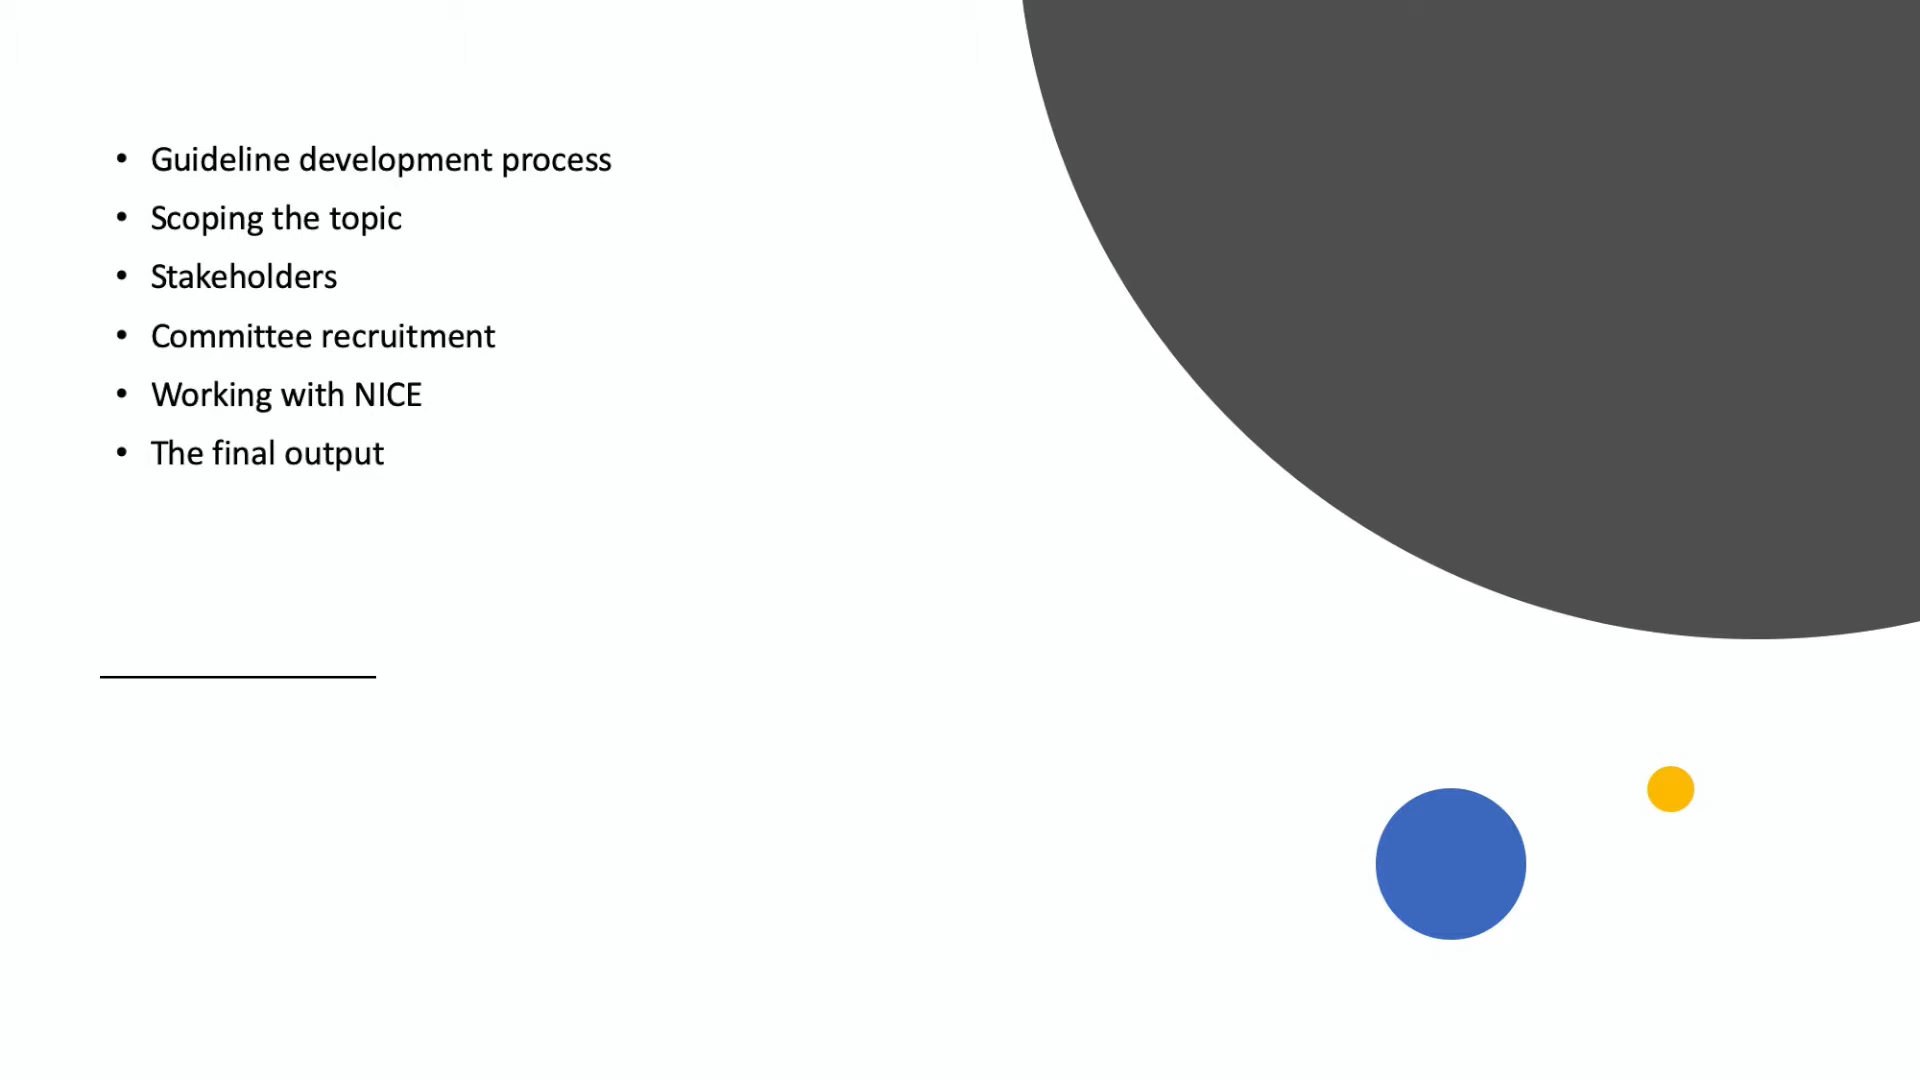 • Guideline development process
• Scoping the topic
• Stakeholders
• Committee recruitment
• Working with NICE
• The final output